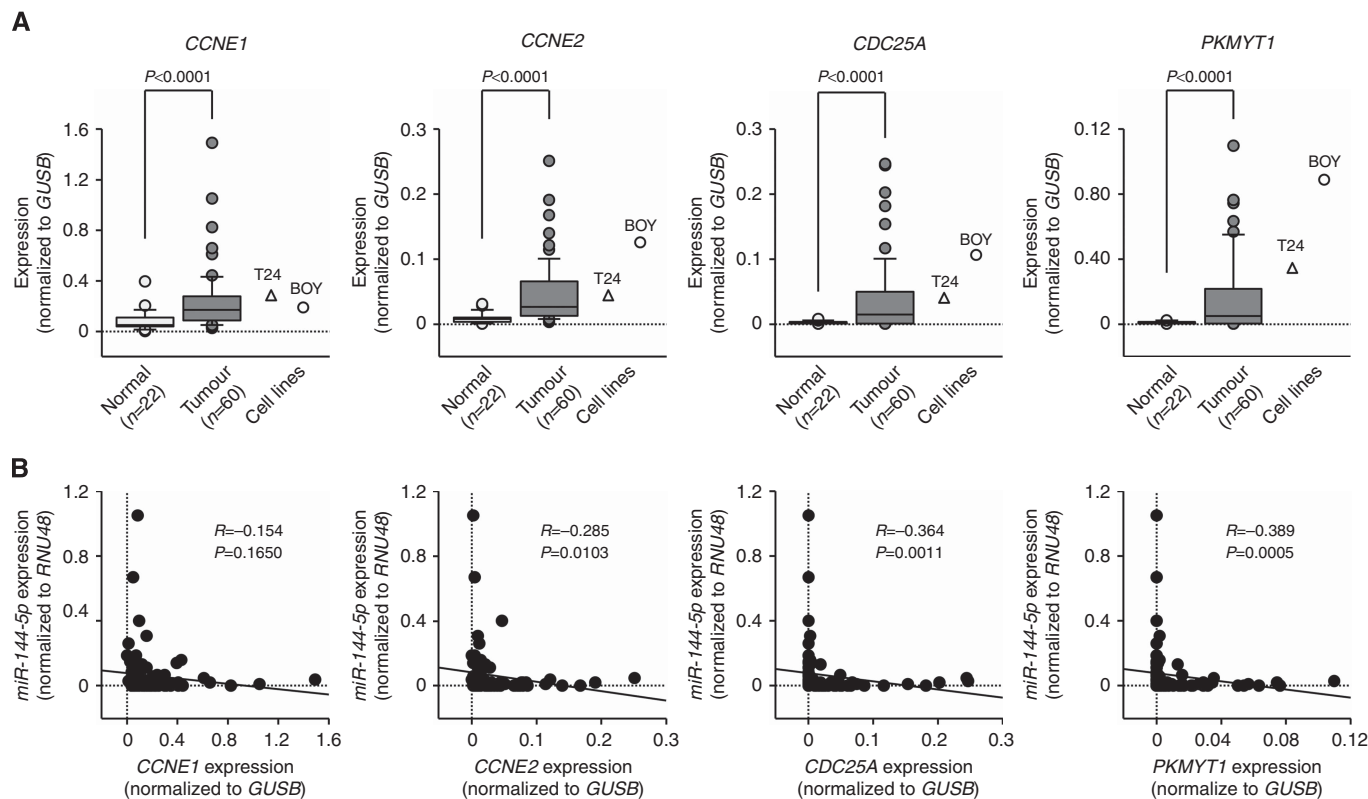 A
CCNE1
CCNE2
CDC25A
PKMYT1
P<0.0001
P<0.0001
P<0.0001
P<0.0001
Expression
(normalized to GUSB)
1.6
1.2
0.8
0.4
0
T24
BOY
Normal
(n=22)
Tumour
(n=60)
Cell lines
Expression
(normalized to GUSB)
0.3
0.2
0.1
0
T24
BOY
Normal
(n=22)
Tumour
(n=60)
Cell lines
Expression
(normalized to GUSB)
0.3
0.2
0.1
0
T24
BOY
Normal
(n=22)
Tumour
(n=60)
Cell lines
Expression
(normalized to GUSB)
0.12
0.80
0.40
0
T24
BOY
Normal
(n=22)
Tumour
(n=60)
Cell lines
B
miR-144-5p expression
(normalized to RNU48)
1.2
0.8
0.4
0
R=–0.154
P=0.1650
0 0.4 0.8 1.2 1.6
CCNE1 expression
(normalized to GUSB)
miR-144-5p expression
(normalized to RNU48)
1.2
0.8
0.4
0
R=–0.285
P=0.0103
0 0.1 0.2 0.3
CCNE2 expression
(normalized to GUSB)
miR-144-5p expression
(normalized to RNU48)
1.2
0.8
0.4
0
R=–0.364
P=0.0011
0 0.1 0.2 0.3
CDC25A expression
(normalized to GUSB)
miR-144-5p expression
(normalized to RNU48)
1.2
0.8
0.4
0
R=–0.389
P=0.0005
0 0.04 0.08 0.12
PKMYT1 expression
(normalize to GUSB)